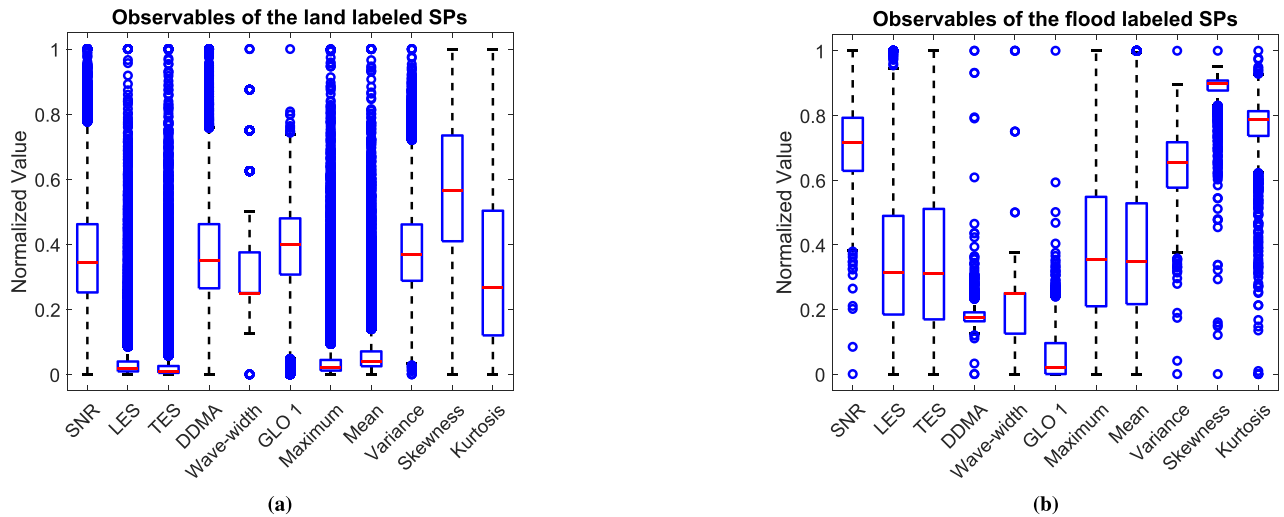 Observables of the land labeled SPs
Normalized Value
1
0.8
0.6
0.4
0.2
0
SNR
LES
TES
DDMA
Wave-width
GLO 1
Maximum
Mean
Variance
Skewness
Kurtosis
(a)
Observables of the flood labeled SPs
Normalized Value
1
0.8
0.6
0.4
0.2
0
SNR
LES
TES
DDMA
Wave-width
GLO 1
Maximum
Mean
Variance
Skewness
Kurtosis
(b)